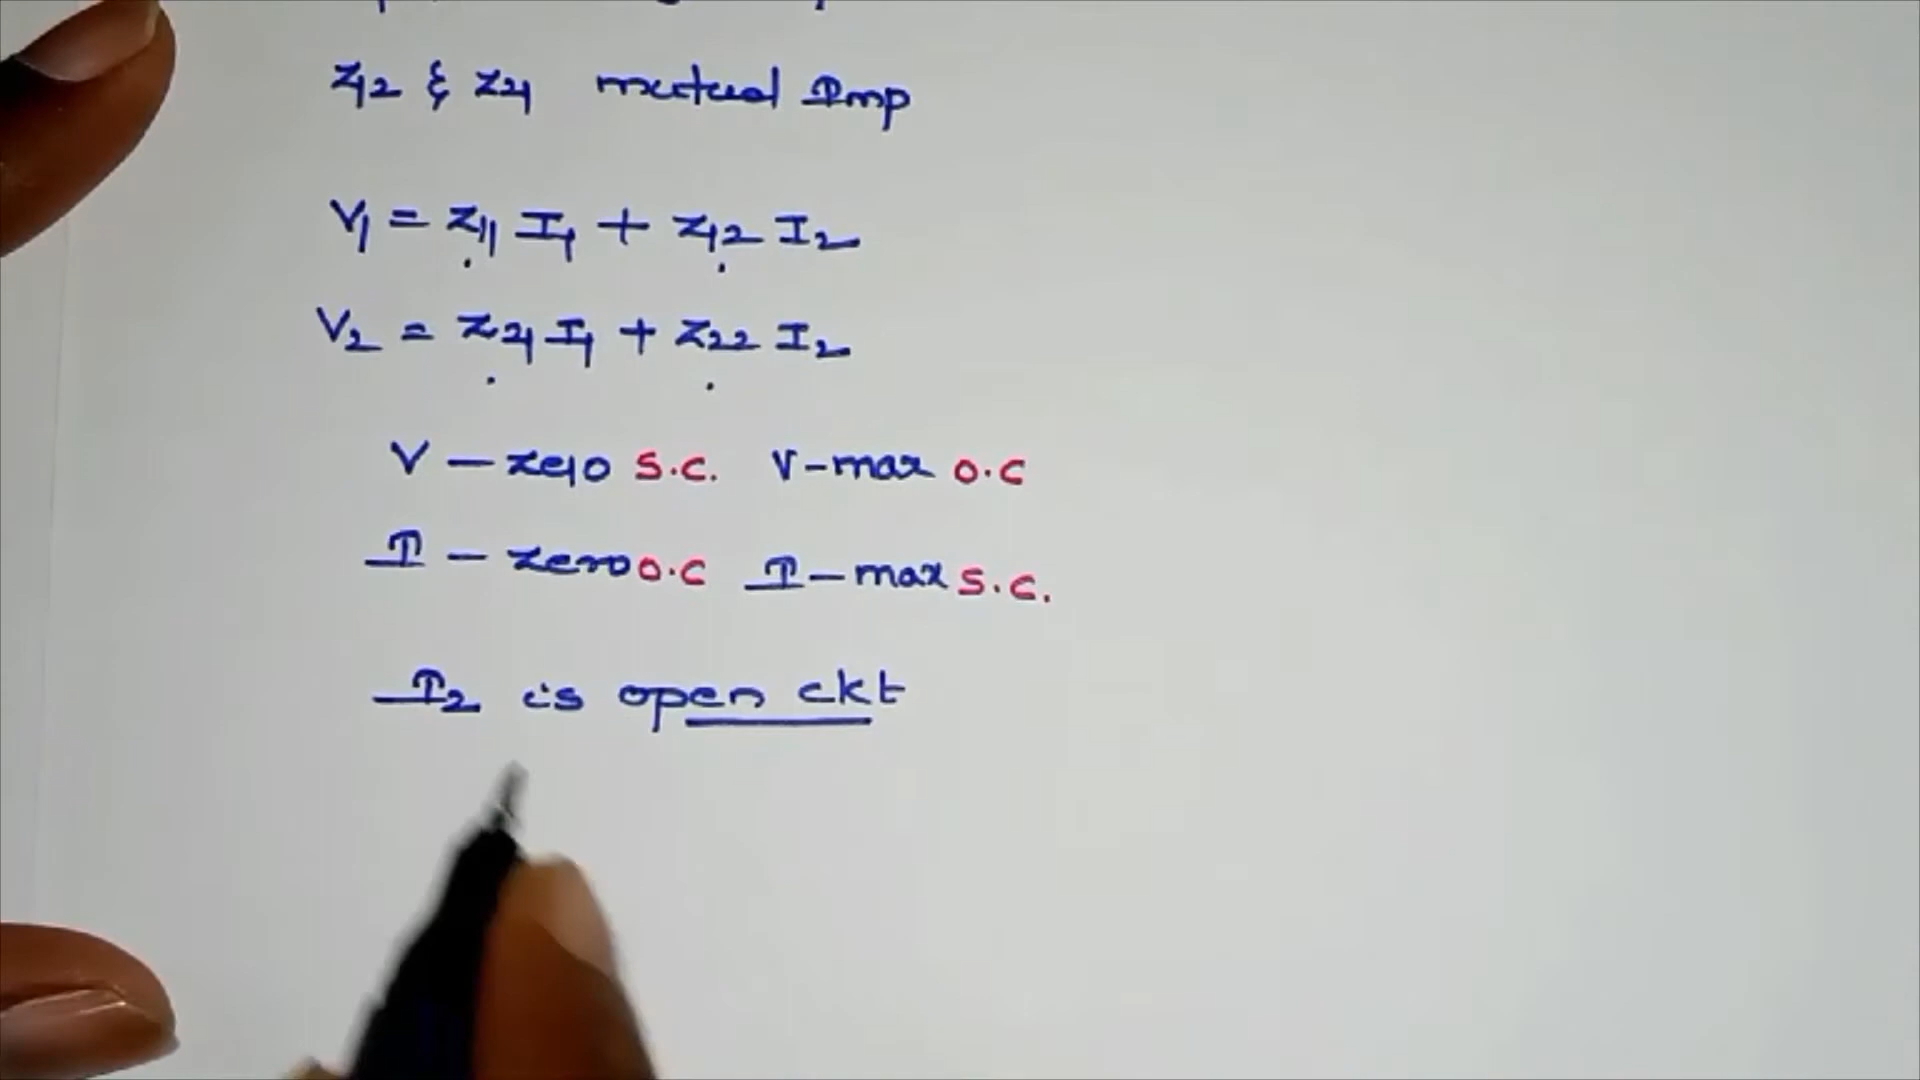 Z12 & Z21 mutual Imp
V1 = Z11 I1 + Z12 I2
V2 = Z21 I1 + Z22 I2
V - zero S.C. V-max O.C
I - zero O.C I-max S.C.
I2 is open ckt